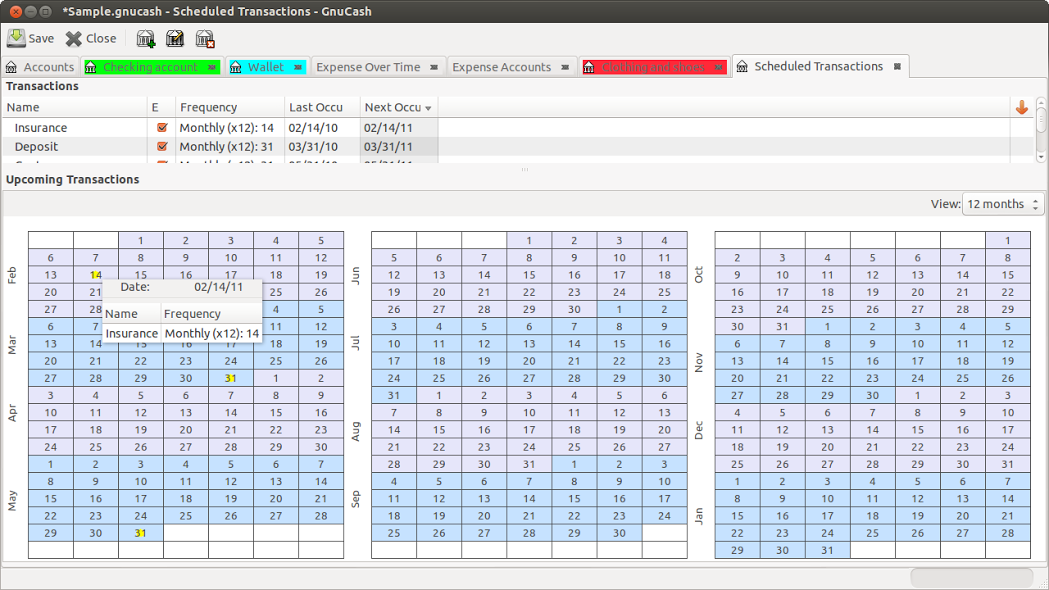 *Sample.gnucash - Scheduled Transactions - GnuCash
Save Close
Accounts Checking account Wallet Expense Over Time Expense Accounts Clothing and shoes Scheduled Transactions
Transactions
Name E Frequency Last Occu Next Occu
Insurance Monthly (x12): 14 02/14/10 02/14/11
Deposit Monthly (x12): 31 03/31/10 03/31/11
Upcoming Transactions
View: 12 months
Feb
1 2 3 4 5
6 7 8 9 10 11 12
13 14 15 16 17 18 19
20 21 25 26
27 28 4 5
Date: 02/14/11
Name Frequency
Insurance Monthly (x12): 14
Mar
6 7 11 12
13 14 15 16 17 18 19
20 21 22 23 24 25 26
27 28 29 30 31 1 2
Apr
3 4 5 6 7 8 9
10 11 12 13 14 15 16
17 18 19 20 21 22 23
24 25 26 27 28 29 30
May
1 2 3 4 5 6 7
8 9 10 11 12 13 14
15 16 17 18 19 20 21
22 23 24 25 26 27 28
29 30 31
Jun
1 2 3 4
5 6 7 8 9 10 11
12 13 14 15 16 17 18
19 20 21 22 23 24 25
26 27 28 29 30 1 2
Jul
3 4 5 6 7 8 9
10 11 12 13 14 15 16
17 18 19 20 21 22 23
24 25 26 27 28 29 30
31 1 2 3 4 5 6
Aug
7 8 9 10 11 12 13
14 15 16 17 18 19 20
21 22 23 24 25 26 27
28 29 30 31 1 2 3
Sep
4 5 6 7 8 9 10
11 12 13 14 15 16 17
18 19 20 21 22 23 24
25 26 27 28 29 30
Oct
1
2 3 4 5 6 7 8
9 10 11 12 13 14 15
16 17 18 19 20 21 22
23 24 25 26 27 28 29
30 31 1 2 3 4 5
Nov
6 7 8 9 10 11 12
13 14 15 16 17 18 19
20 21 22 23 24 25 26
27 28 29 30 1 2 3
Dec
4 5 6 7 8 9 10
11 12 13 14 15 16 17
18 19 20 21 22 23 24
25 26 27 28 29 30 31
Jan
1 2 3 4 5 6 7
8 9 10 11 12 13 14
15 16 17 18 19 20 21
22 23 24 25 26 27 28
29 30 31